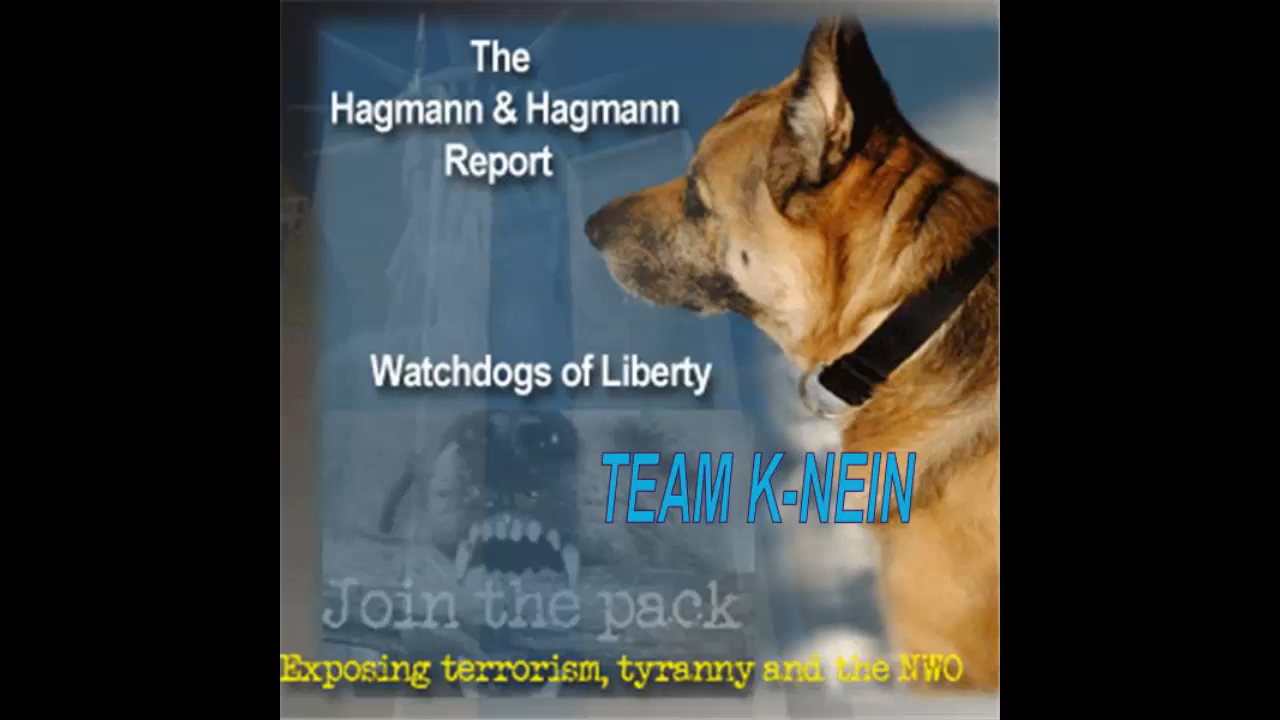 The
Hagmann & Hagmann
Report
Watchdogs of Liberty
TEAM K-NEIN
Join the pack
Exposing terrorism, tyranny and the NWO